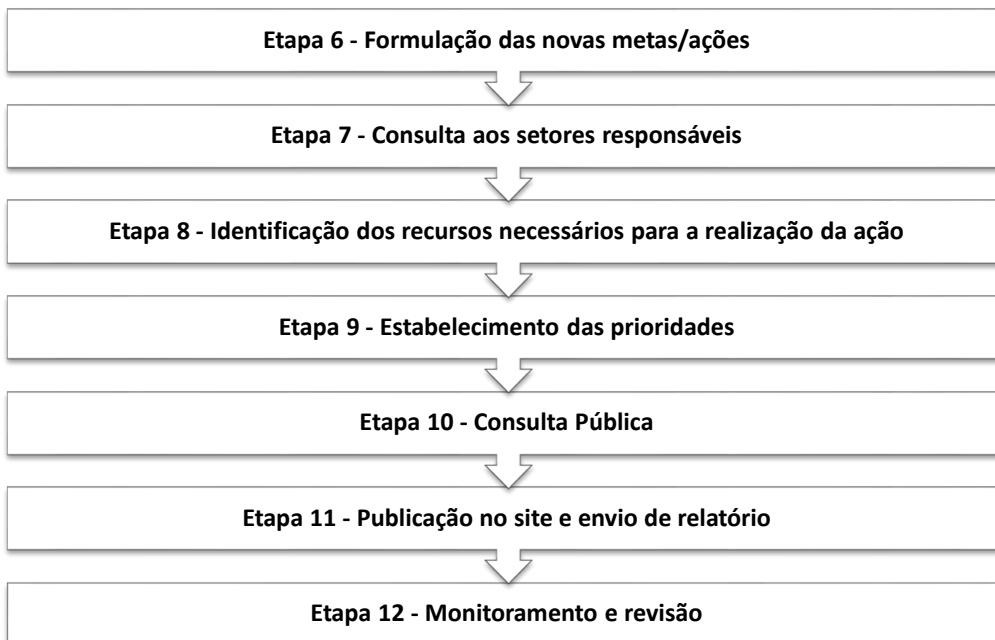 Etapa 6 - Formulação das novas metas/ações
Etapa 7 - Consulta aos setores responsáveis
Etapa 8 - Identificação dos recursos necessários para a realização da ação
Etapa 9 - Estabelecimento das prioridades
Etapa 10 - Consulta Pública
Etapa 11 - Publicação no site e envio de relatório
Etapa 12 - Monitoramento e revisão